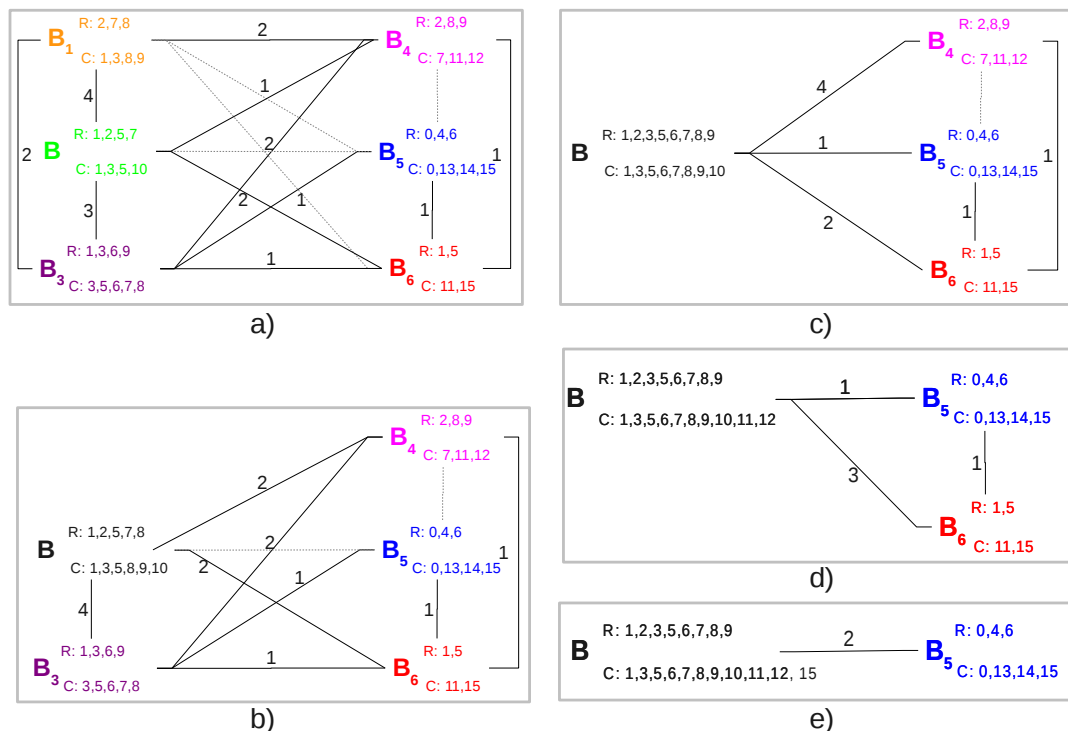 B1 R: 2,7,8
C: 1,3,8,9
B R: 1,2,5,7
C: 1,3,5,10
B3 R: 1,3,6,9
C: 3,5,6,7,8
B4 R: 2,8,9
C: 7,11,12
B5 R: 0,4,6
C: 0,13,14,15
B6 R: 1,5
C: 11,15
2
4
2
1
2
3
2
1
1
1
1
a)
B R: 1,2,5,7,8
C: 1,3,5,8,9,10
B3 R: 1,3,6,9
C: 3,5,6,7,8
B4 R: 2,8,9
C: 7,11,12
B5 R: 0,4,6
C: 0,13,14,15
B6 R: 1,5
C: 11,15
2
2
2
1
1
4
1
1
b)
B R: 1,2,3,5,6,7,8,9
C: 1,3,5,6,7,8,9,10
B4 R: 2,8,9
C: 7,11,12
B5 R: 0,4,6
C: 0,13,14,15
B6 R: 1,5
C: 11,15
4
1
2
1
1
c)
B R: 1,2,3,5,6,7,8,9
C: 1,3,5,6,7,8,9,10,11,12
B5 R: 0,4,6
C: 0,13,14,15
B6 R: 1,5
C: 11,15
1
3
1
d)
B R: 1,2,3,5,6,7,8,9
C: 1,3,5,6,7,8,9,10,11,12, 15
B5 R: 0,4,6
C: 0,13,14,15
2
e)